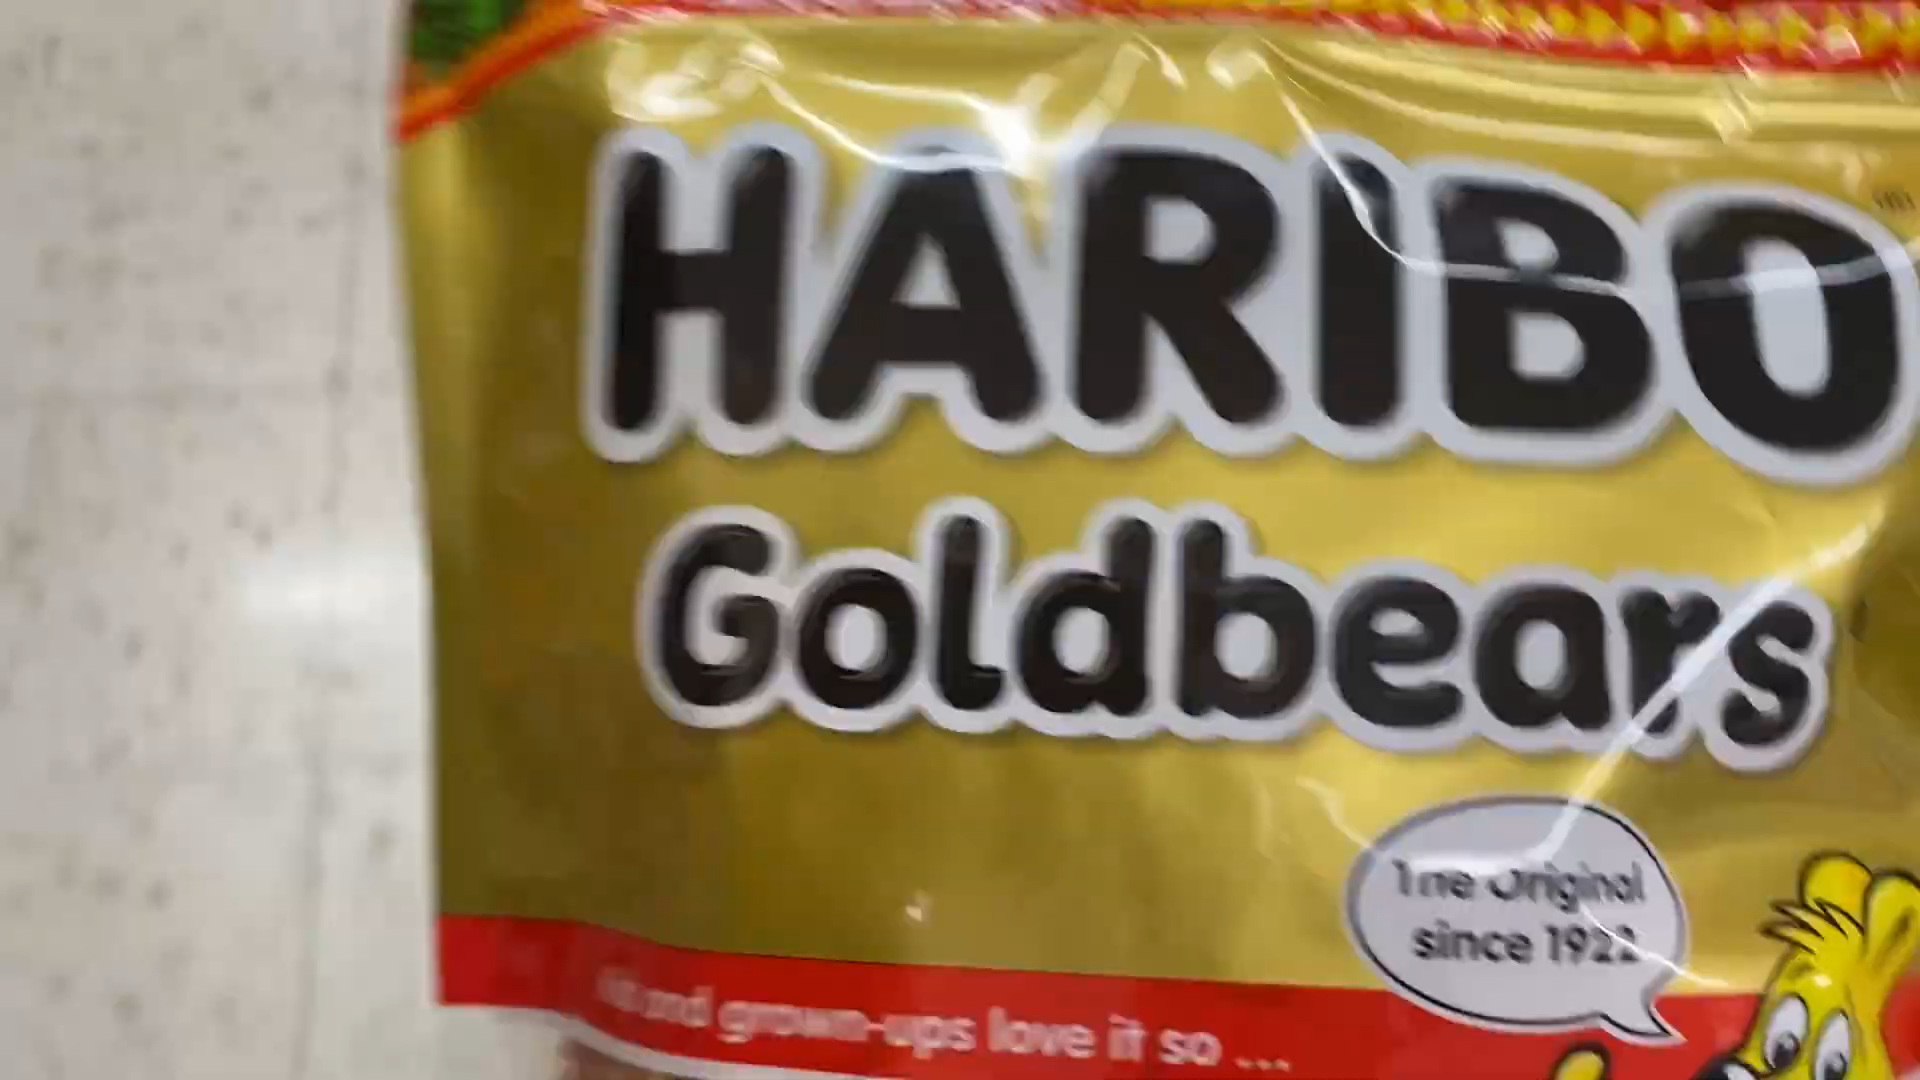 HARIBO
Goldbears
The Original
since 1922
and grown-ups love it so ...